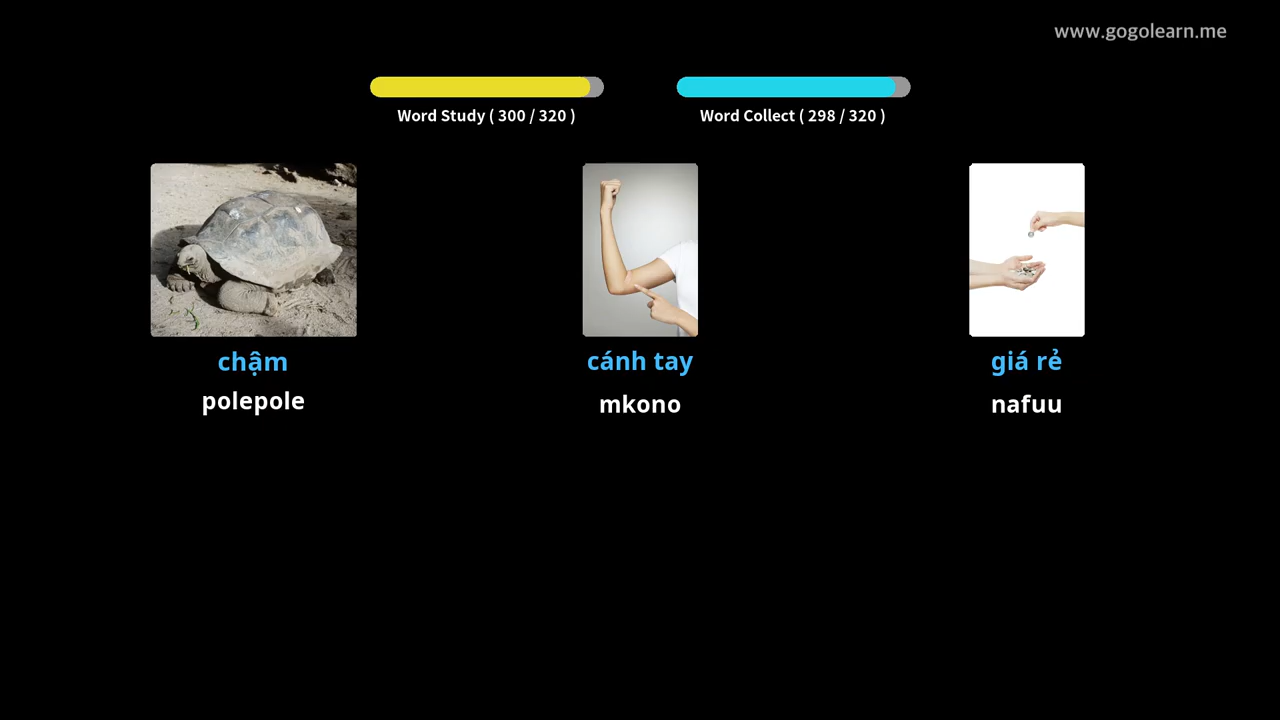 www.gogolearn.me
Word Study ( 300 / 320 )
Word Collect ( 298 / 320 )
chậm
cánh tay
giá rẻ
polepole
mkono
nafuu